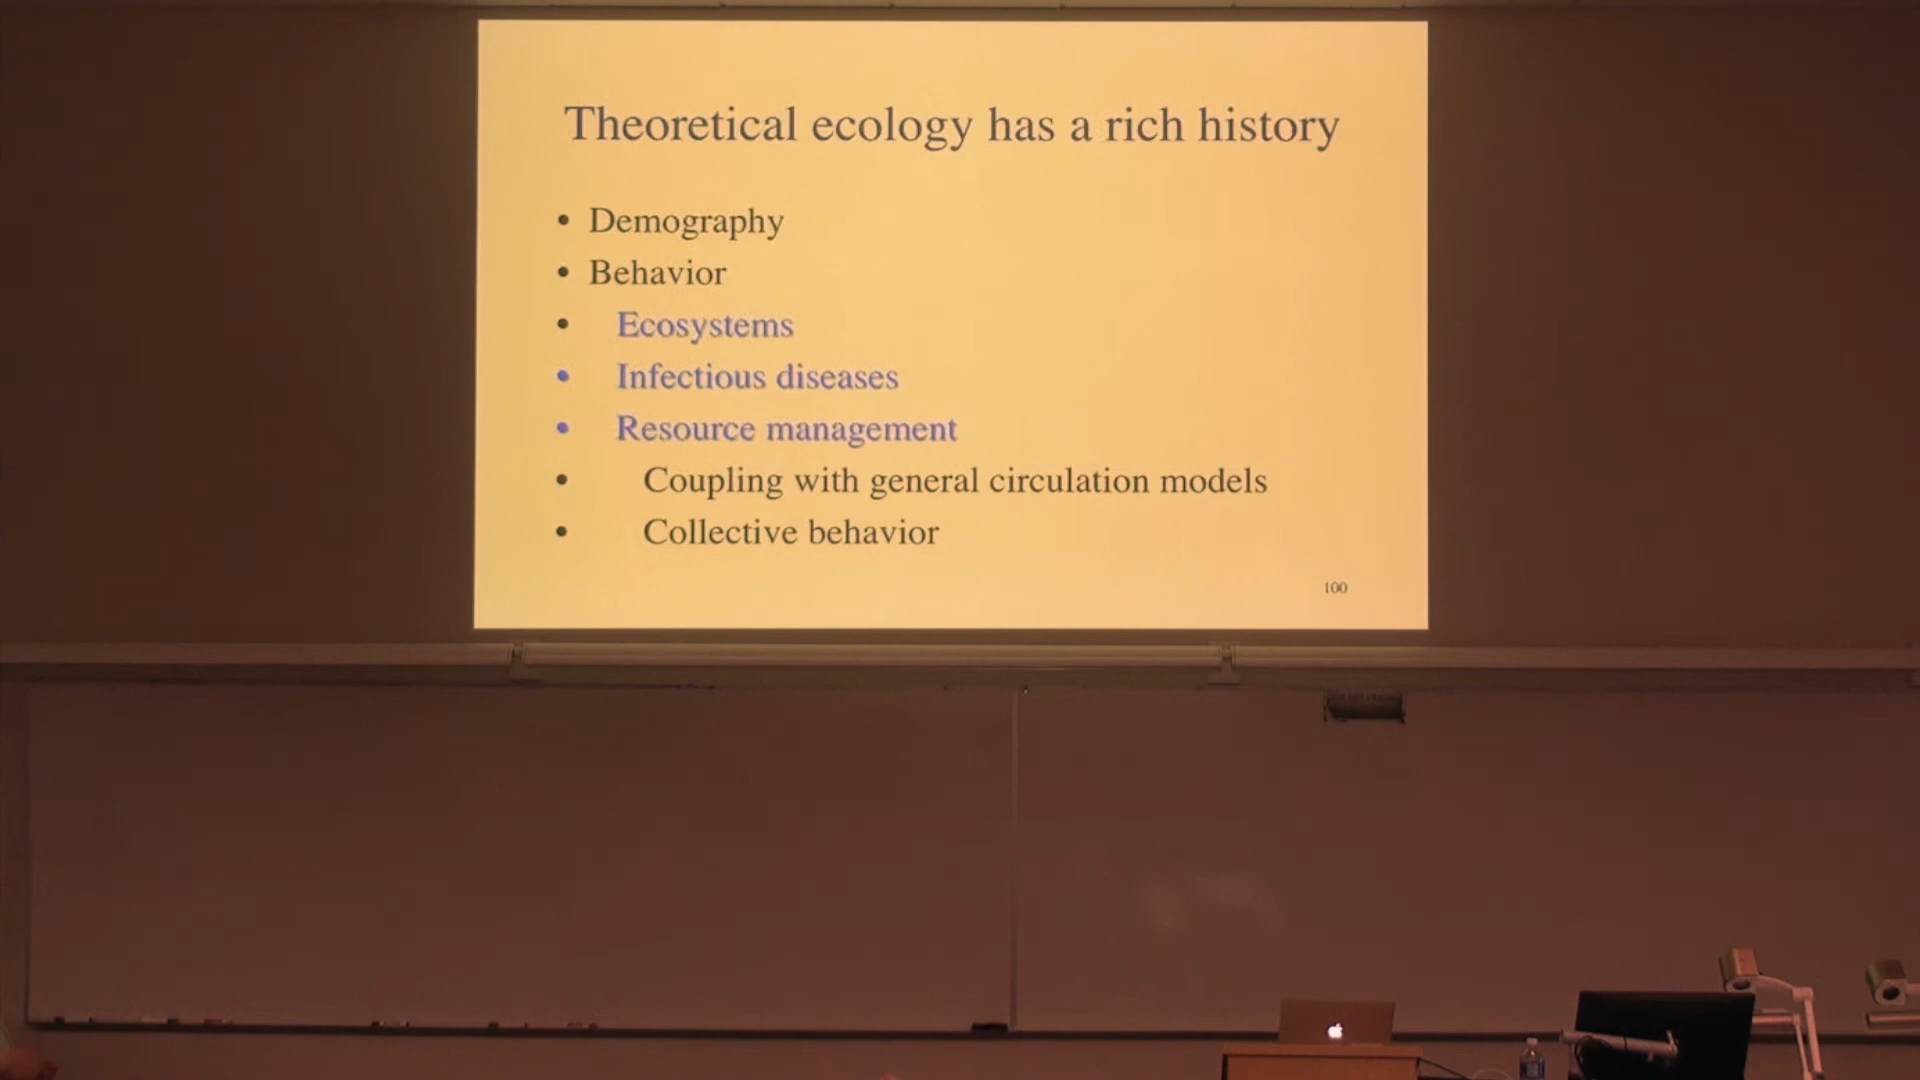 Theoretical ecology has a rich history
• Demography
• Behavior
• Ecosystems
• Infectious diseases
• Resource management
• Coupling with general circulation models
• Collective behavior
100